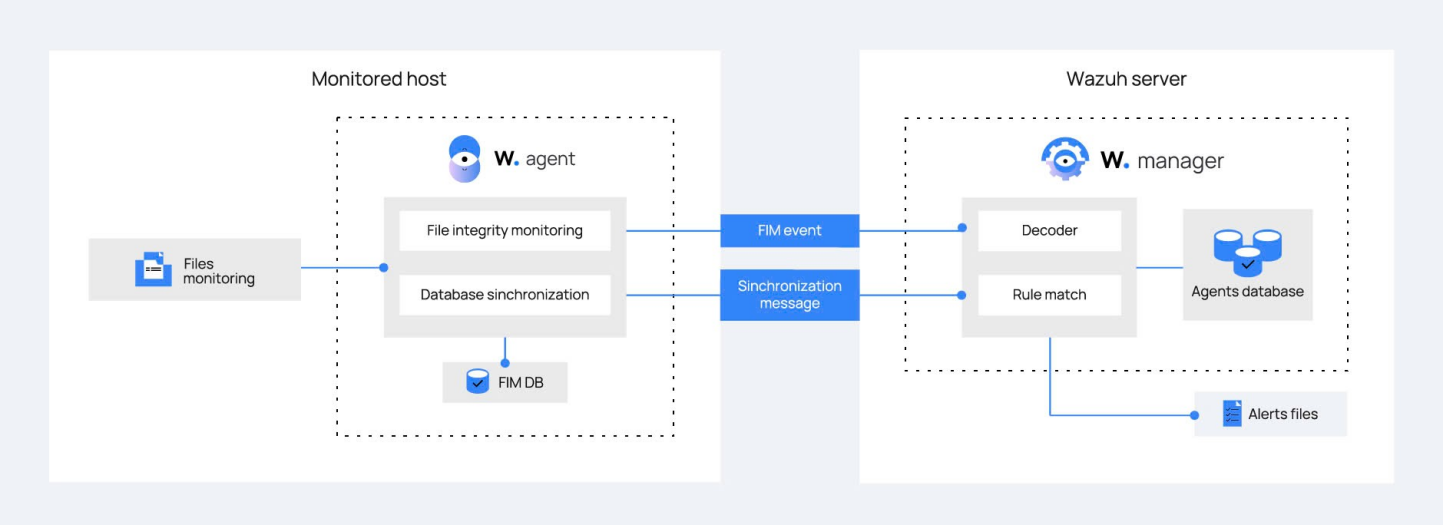 Monitored host
W. agent
File integrity monitoring
Files
monitoring
Database sinchronization
FIM DB
FIM event
Sinchronization
message
Wazuh server
W. manager
Decoder
Rule match
Agents database
Alerts files